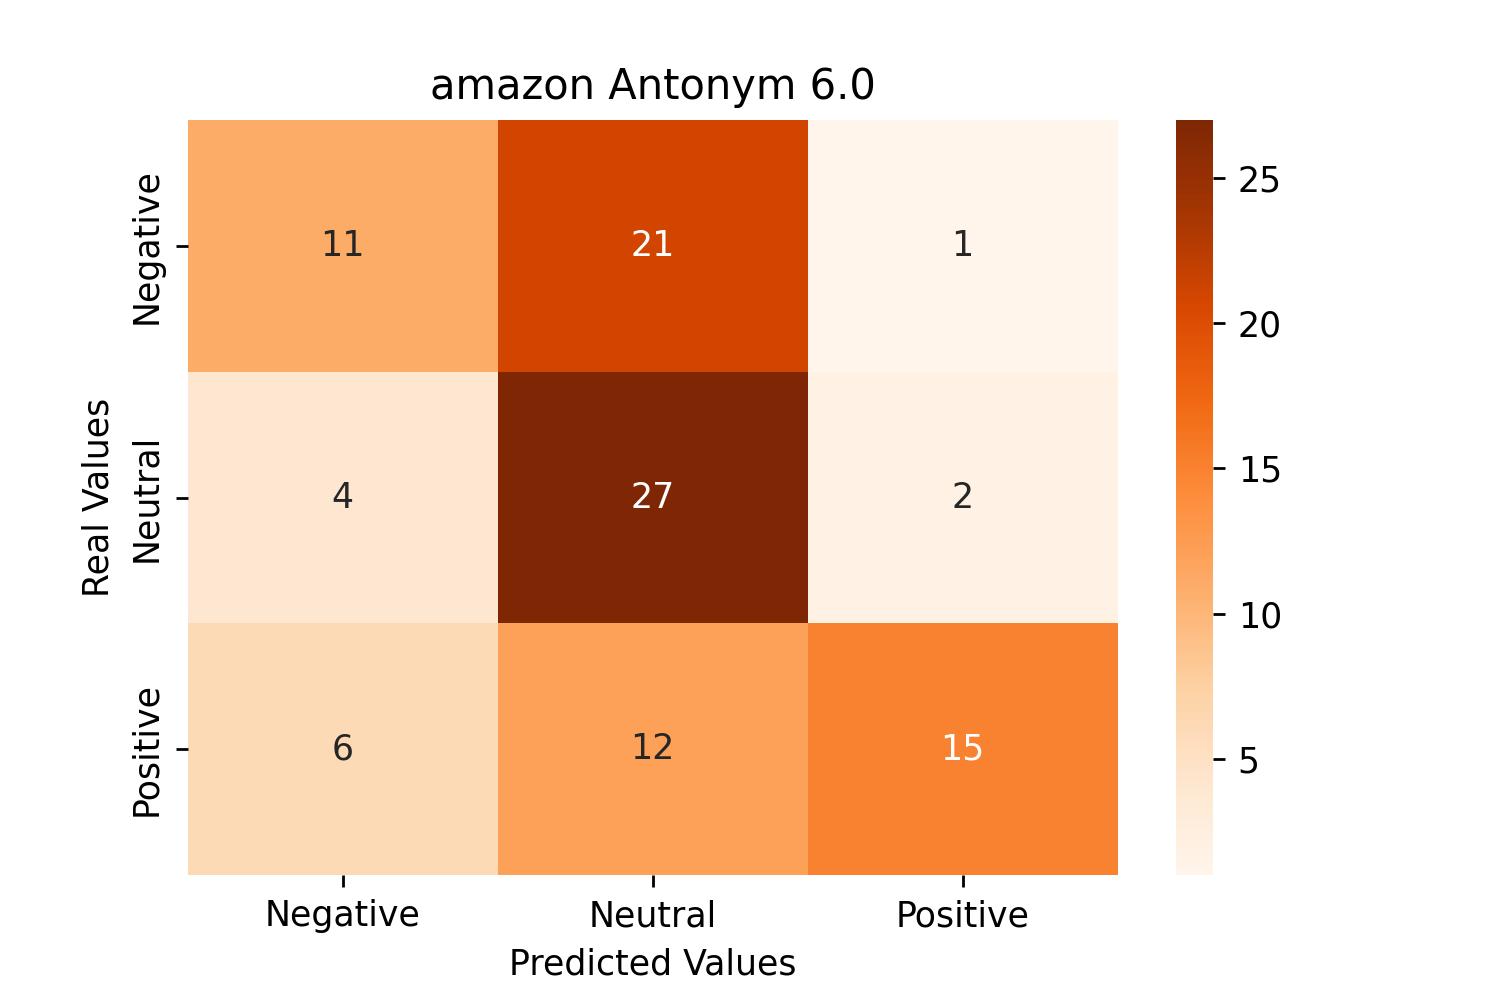 amazon Antonym 6.0
Real Values
Negative
11 21 1
Neutral
4 27 2
Positive
6 12 15
Negative Neutral Positive
Predicted Values
25
20
15
10
5